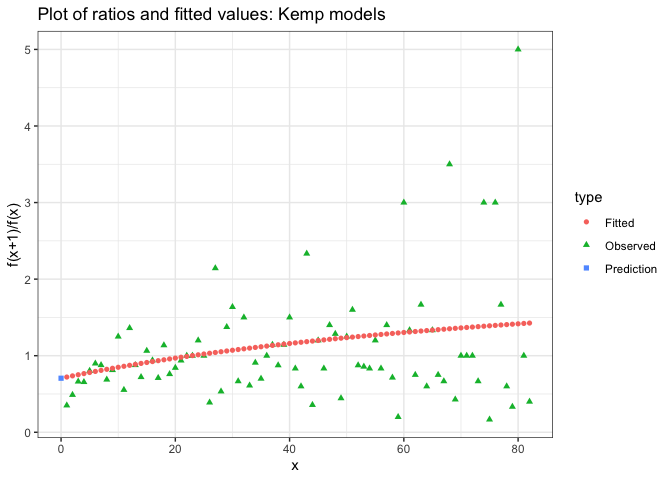 Plot of ratios and fitted values: Kemp models
f(x+1)/f(x)
5
4
3
2
1
0
0
20
40
60
80
x
type
Fitted
Observed
Prediction